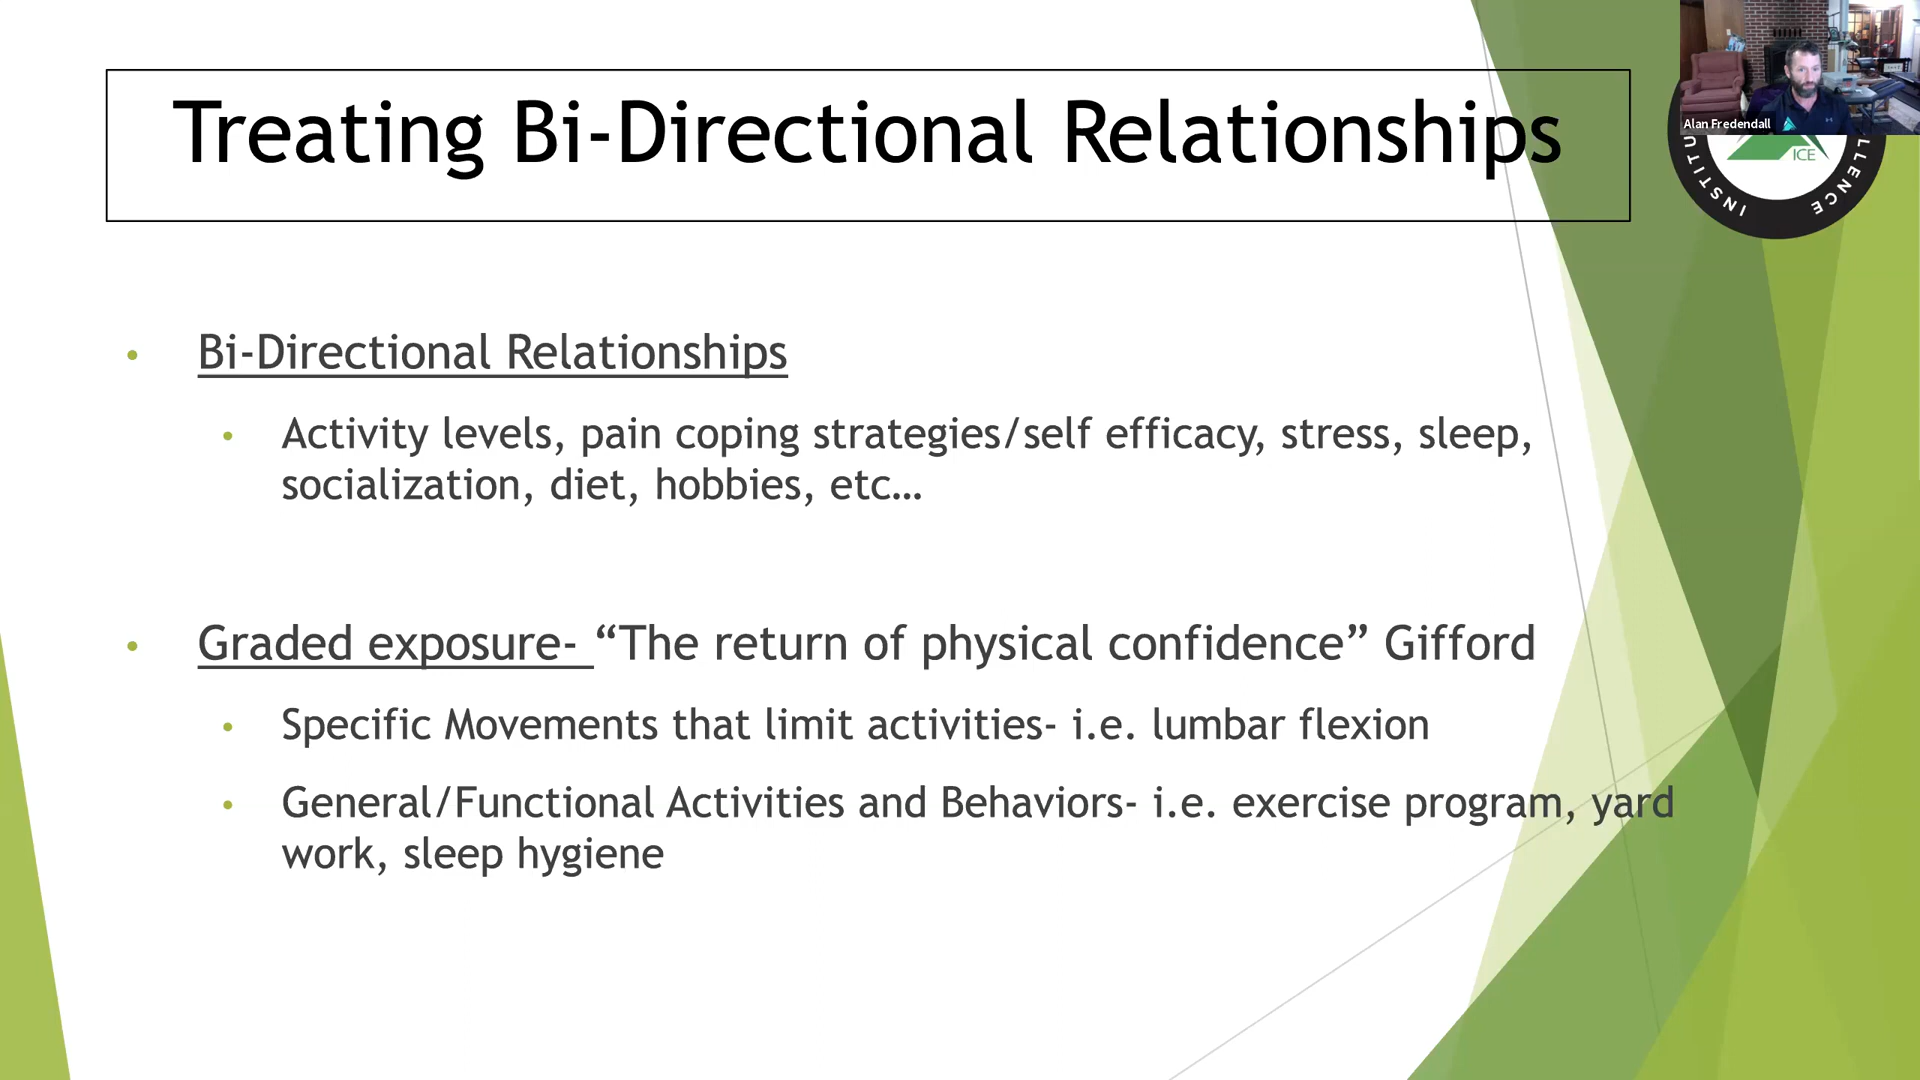 Treating Bi-Directional Relationships
Alan Fredendall
ICE
INSTITU
LLENCE
Bi-Directional Relationships
Activity levels, pain coping strategies/self efficacy, stress, sleep,
socialization, diet, hobbies, etc…
Graded exposure- “The return of physical confidence” Gifford
Specific Movements that limit activities- i.e. lumbar flexion
General/Functional Activities and Behaviors- i.e. exercise program, yard
work, sleep hygiene